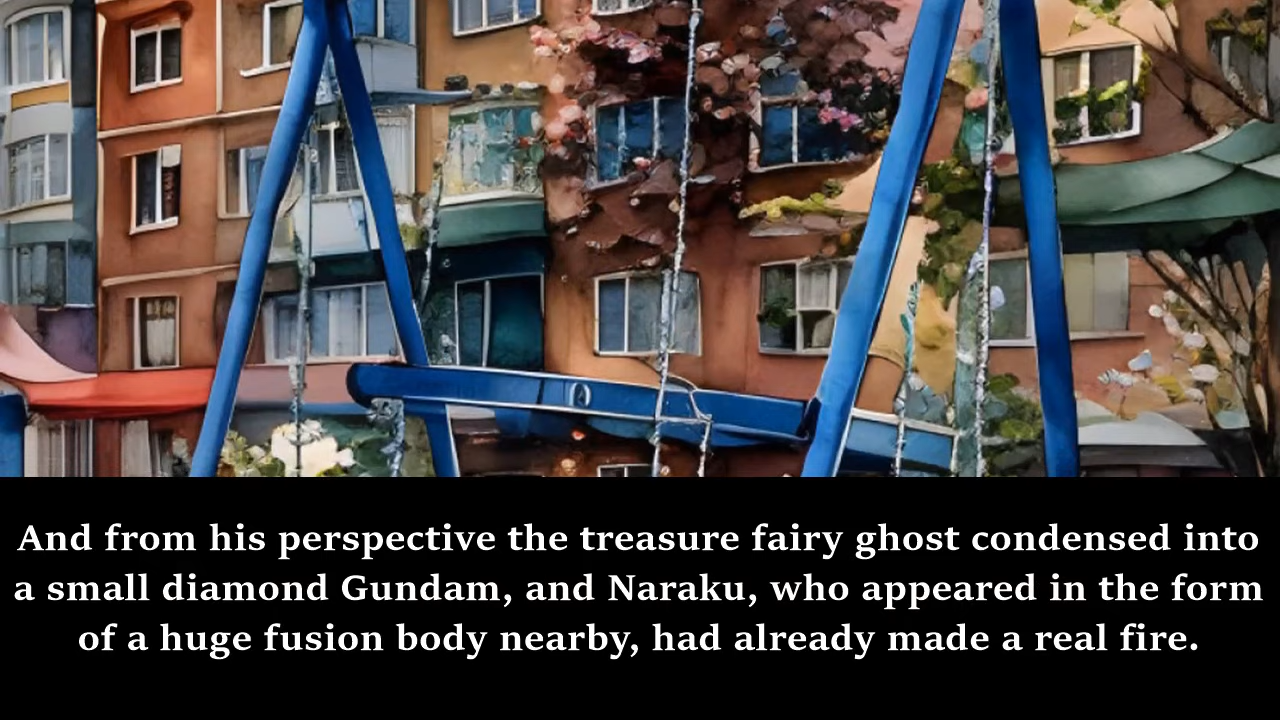 And from his perspective the treasure fairy ghost condensed into
a small diamond Gundam, and Naraku, who appeared in the form
of a huge fusion body nearby, had already made a real fire.